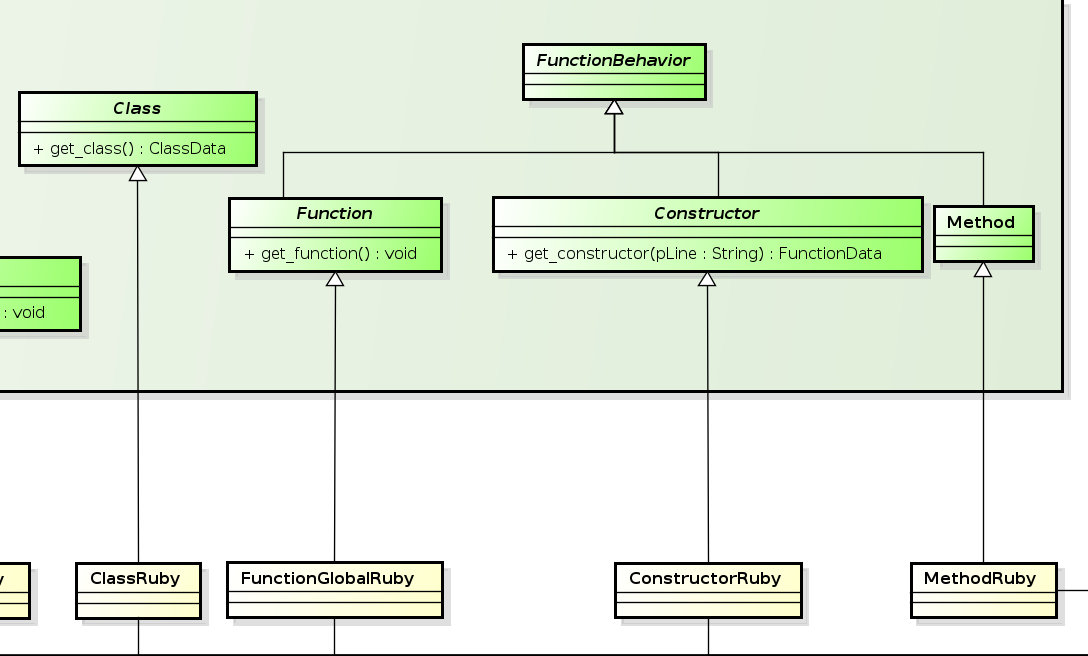 FunctionBehavior
Class
+ get_class() : ClassData
Function
+ get_function() : void
Constructor
+ get_constructor(pLine : String) : FunctionData
Method
: void
ClassRuby
FunctionGlobalRuby
ConstructorRuby
MethodRuby